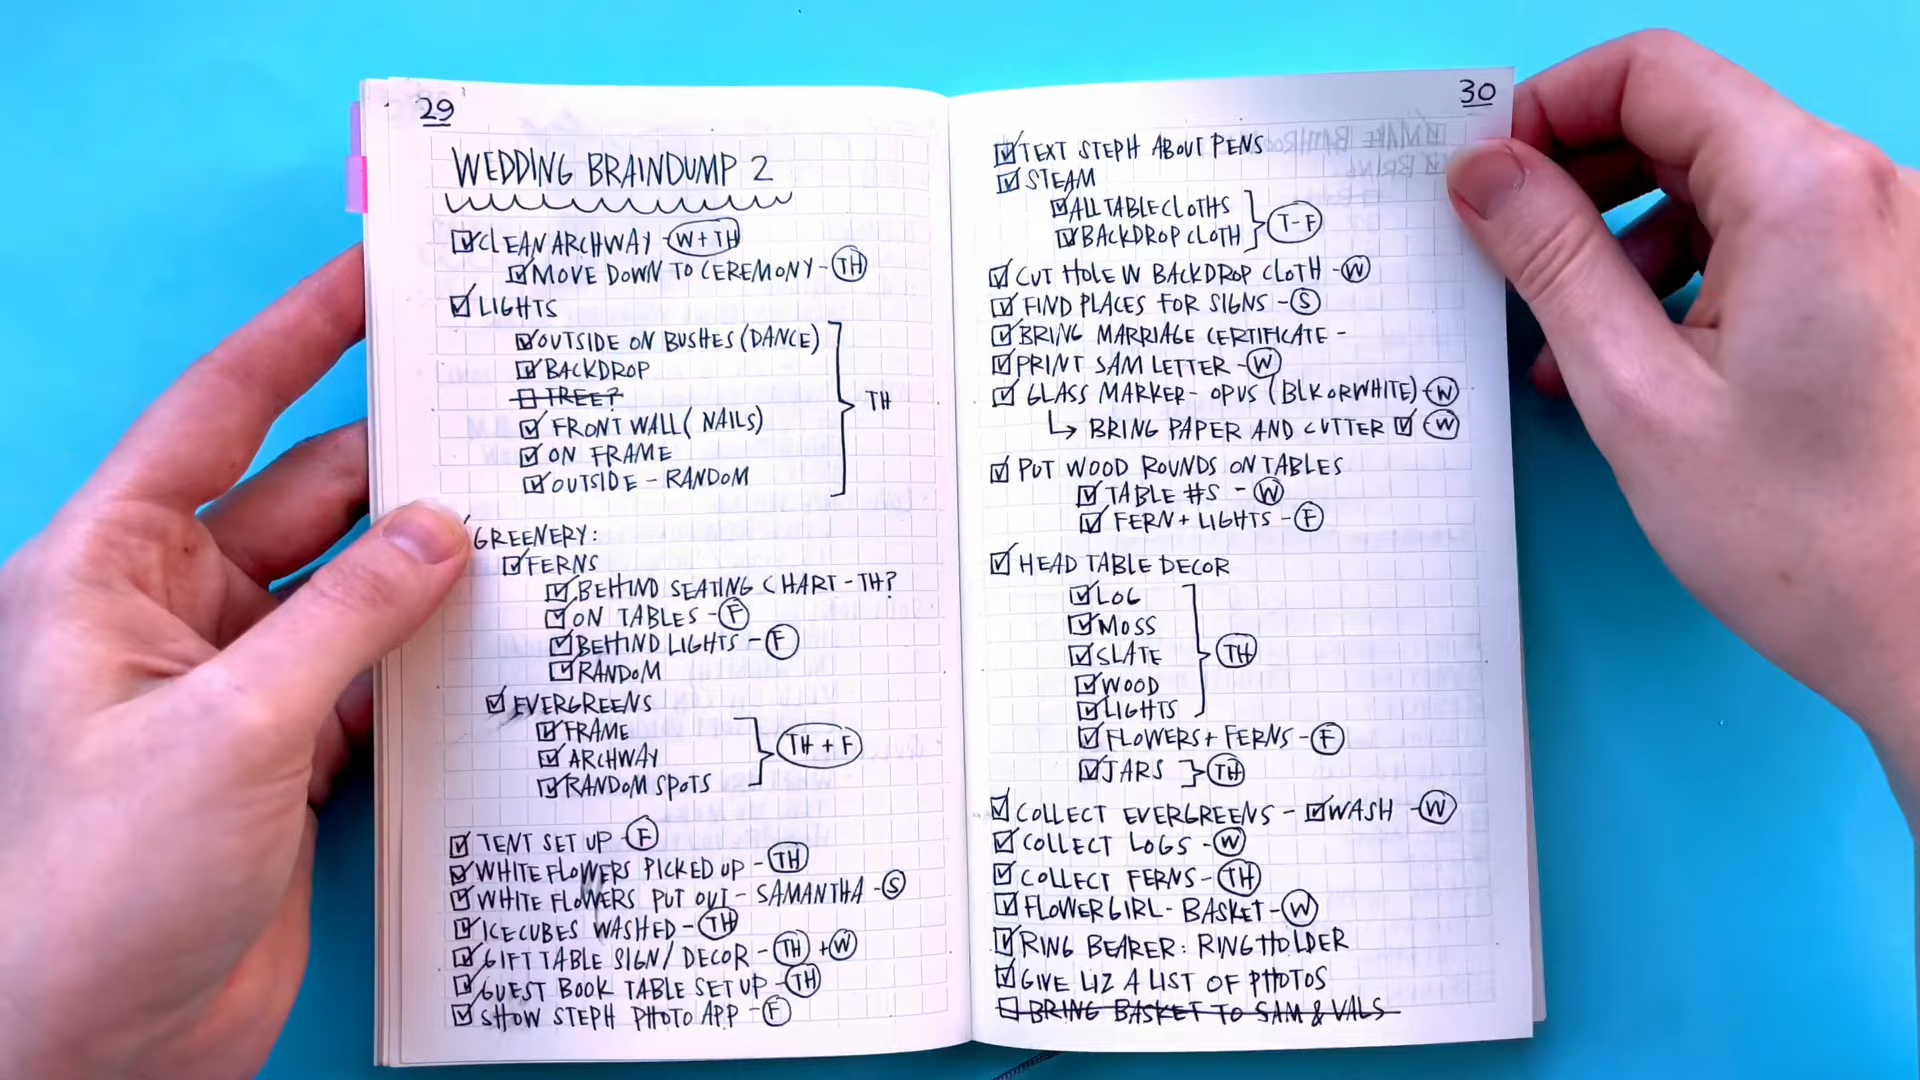 29
WEDDING BRAINDUMP 2
CLEAN ARCHWAY - W + TH
MOVE DOWN TO CEREMONY - TH
LIGHTS
OUTSIDE ON BUSHES (DANCE)
BACKDROP
TREE?
TH
FRONT WALL (NAILS)
ON FRAME
OUTSIDE - RANDOM
GREENERY:
FERNS
BEHIND SEATING CHART - TH?
ON TABLES - F
BEHIND LIGHTS - F
RANDOM
EVERGREENS
FRAME
ARCHWAY
TH + F
RANDOM SPOTS
TENT SET UP - F
WHITE FLOWERS PICKED UP - TH
WHITE FLOWERS PUT OUT - SAMANTHA - S
ICECUBES WASHED - TH
GIFT TABLE SIGN / DECOR - TH + W
GUEST BOOK TABLE SET UP - TH
SHOW STEPH PHOTO APP - F
30
TEXT STEPH ABOUT PENS
STEAM
ALL TABLECLOTHS
BACKDROP CLOTH
T-F
CUT HOLE IN BACKDROP CLOTH - W
FIND PLACES FOR SIGNS - S
BRING MARRIAGE CERTIFICATE -
PRINT SAM LETTER - W
GLASS MARKER - OPUS (BLK OR WHITE) - W
BRING PAPER AND CUTTER - W
PUT WOOD ROUNDS ON TABLES
TABLE #S - W
FERN + LIGHTS - F
HEAD TABLE DECOR
LOG
MOSS
SLATE
TH
WOOD
LIGHTS
FLOWERS + FERNS - F
JARS TH
COLLECT EVERGREENS - WASH - W
COLLECT LOGS - W
COLLECT FERNS - TH
FLOWERGIRL - BASKET - W
RING BEARER: RING HOLDER
GIVE LIZ A LIST OF PHOTOS
BRING BASKET TO SAM & VALS